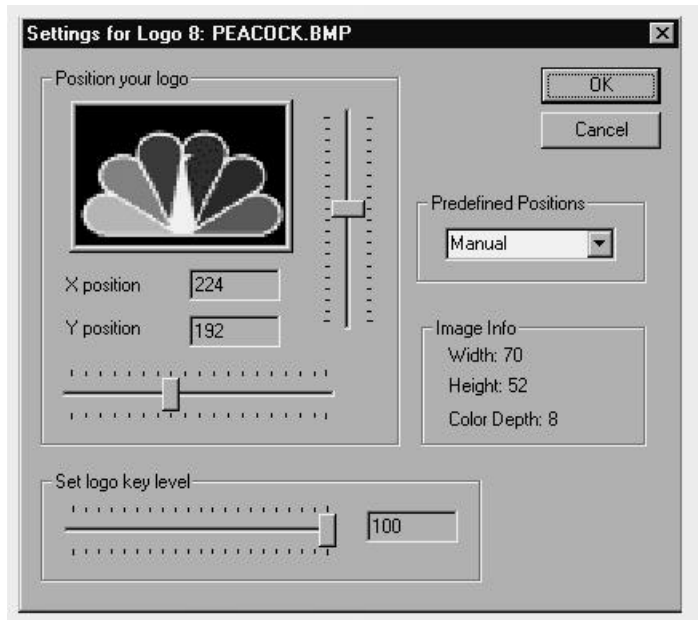 Settings for Logo 8: PEACOCK.BMP
Position your logo
OK
Cancel
Predefined Positions
Manual
X position 224
Y position 192
Image Info
Width: 70
Height: 52
Color Depth: 8
Set logo key level
100